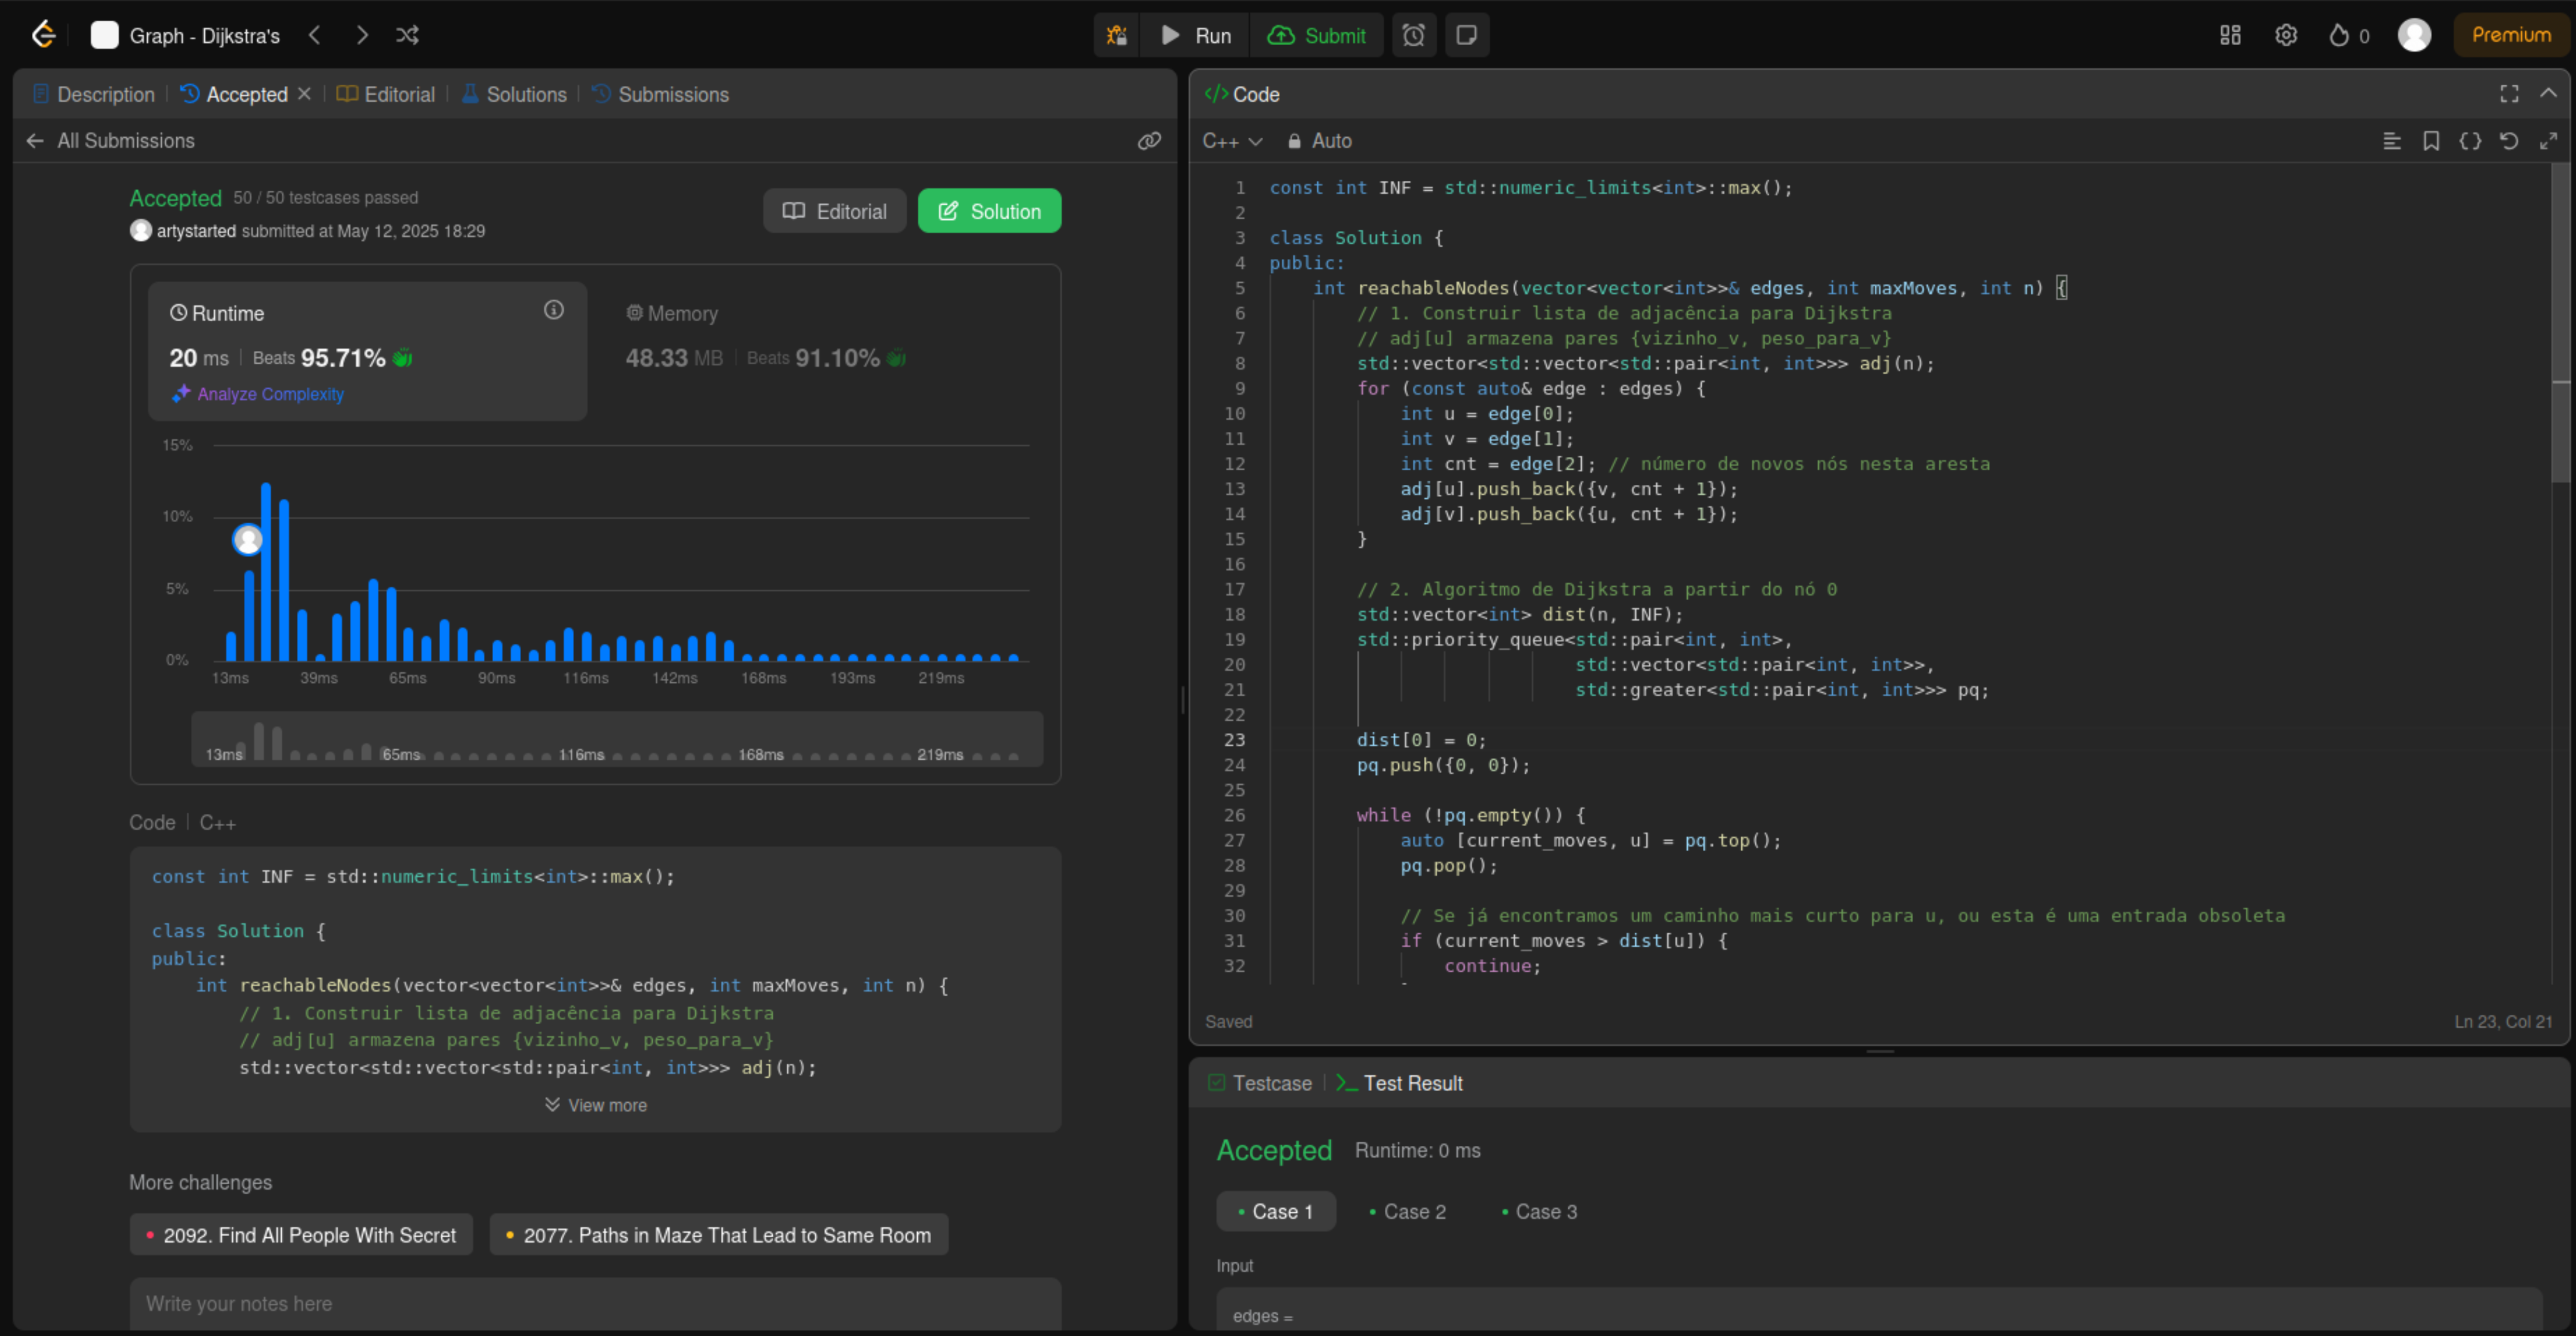 Graph - Dijkstra's
Run
Submit
0
Premium
Description
Accepted
Editorial
Solutions
Submissions
All Submissions
Accepted 50 / 50 testcases passed
artystarted submitted at May 12, 2025 18:29
Editorial
Solution
Runtime
20 ms Beats 95.71%
Analyze Complexity
Memory
48.33 MB Beats 91.10%
15%
10%
5%
0%
13ms 39ms 65ms 90ms 116ms 142ms 168ms 193ms 219ms
13ms 65ms 116ms 168ms 219ms
Code C++
const int INF = std::numeric_limits<int>::max();
class Solution {
public:
int reachableNodes(vector<vector<int>>& edges, int maxMoves, int n) {
// 1. Construir lista de adjacência para Dijkstra
// adj[u] armazena pares {vizinho_v, peso_para_v}
std::vector<std::vector<std::pair<int, int>>> adj(n);
View more
More challenges
2092. Find All People With Secret
2077. Paths in Maze That Lead to Same Room
Write your notes here
</> Code
C++ Auto
1 const int INF = std::numeric_limits<int>::max();
2
3 class Solution {
4 public:
5 int reachableNodes(vector<vector<int>>& edges, int maxMoves, int n) {
6 // 1. Construir lista de adjacência para Dijkstra
7 // adj[u] armazena pares {vizinho_v, peso_para_v}
8 std::vector<std::vector<std::pair<int, int>>> adj(n);
9 for (const auto& edge : edges) {
10 int u = edge[0];
11 int v = edge[1];
12 int cnt = edge[2]; // número de novos nós nesta aresta
13 adj[u].push_back({v, cnt + 1});
14 adj[v].push_back({u, cnt + 1});
15 }
16
17 // 2. Algoritmo de Dijkstra a partir do nó 0
18 std::vector<int> dist(n, INF);
19 std::priority_queue<std::pair<int, int>,
20 std::vector<std::pair<int, int>>,
21 std::greater<std::pair<int, int>>> pq;
22
23 dist[0] = 0;
24 pq.push({0, 0});
25
26 while (!pq.empty()) {
27 auto [current_moves, u] = pq.top();
28 pq.pop();
29
30 // Se já encontramos um caminho mais curto para u, ou esta é uma entrada obsoleta
31 if (current_moves > dist[u]) {
32 continue;
Saved
Ln 23, Col 21
Testcase
Test Result
Accepted Runtime: 0 ms
Case 1
Case 2
Case 3
Input
edges =